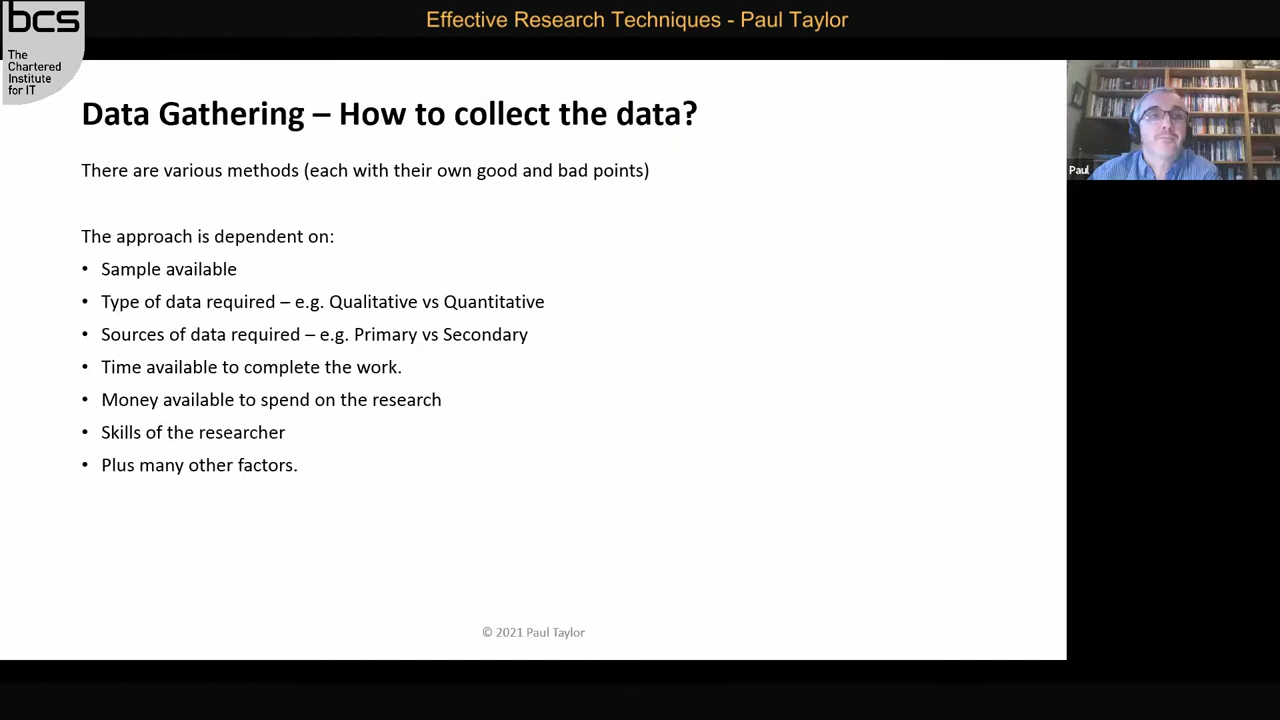 bcs
The
Chartered
Institute
for IT
Effective Research Techniques - Paul Taylor
Data Gathering – How to collect the data?
There are various methods (each with their own good and bad points)
The approach is dependent on:
• Sample available
• Type of data required – e.g. Qualitative vs Quantitative
• Sources of data required – e.g. Primary vs Secondary
• Time available to complete the work.
• Money available to spend on the research
• Skills of the researcher
• Plus many other factors.
© 2021 Paul Taylor
Paul